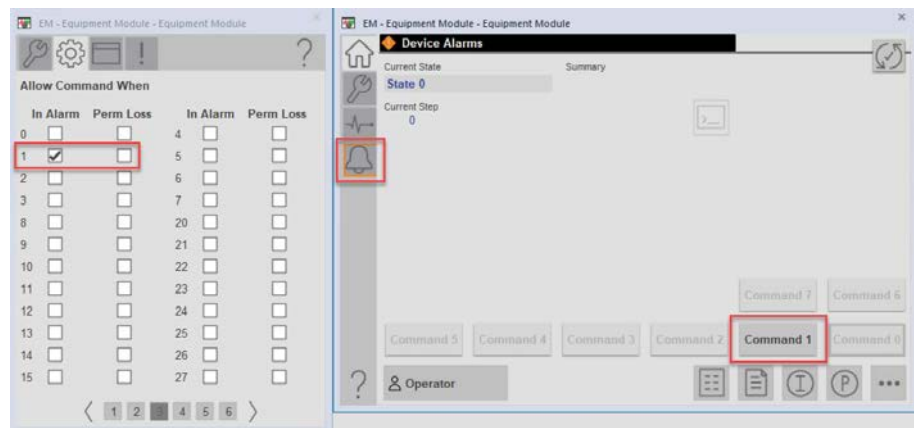 EM - Equipment Module - Equipment Module
Allow Command When
In Alarm Perm Loss In Alarm Perm Loss
0 4
1 5
2 6
3 7
8 20
9 21
10 22
11 23
12 24
13 25
14 26
15 27
1 2 3 4 5 6
EM - Equipment Module - Equipment Module
Device Alarms
Current State Summary
State 0
Current Step
0
Command 7 Command 6
Command 5 Command 4 Command 3 Command 2 Command 1 Command 0
? Operator I P